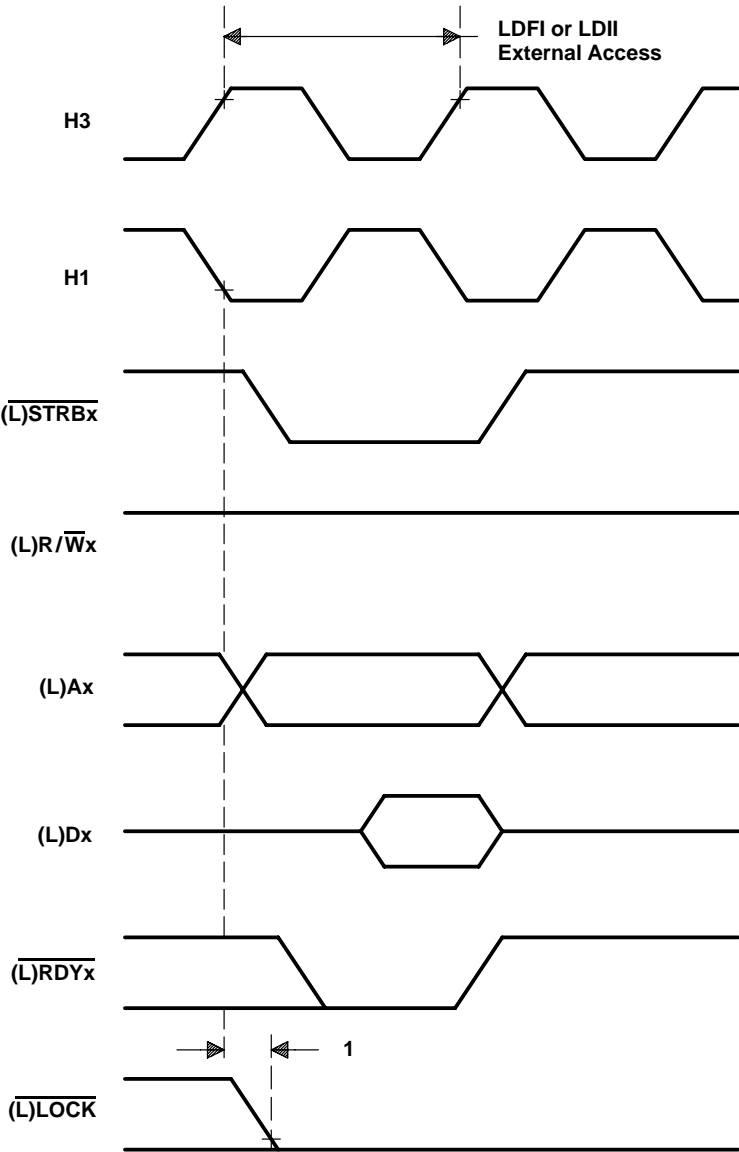 LDFI or LDII
External Access
H3
H1
(L)STRBx
(L)R/Wx
(L)Ax
(L)Dx
(L)RDYx
1
(L)LOCK